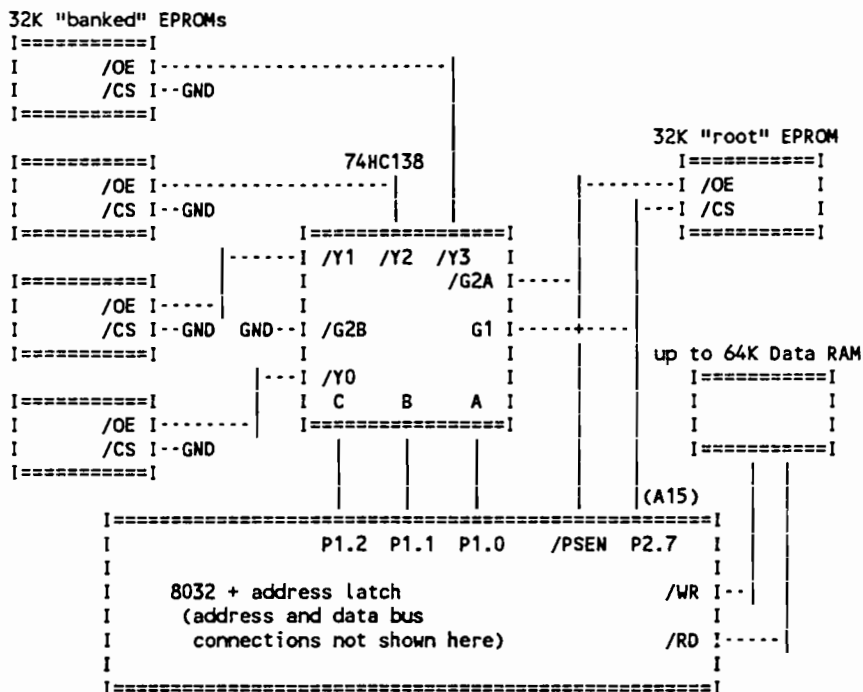 32K "banked" EPROMs
I===========I
I       /OE I-------------------------
I       /CS I--GND
I===========I
32K "root" EPROM
I===========I 74HC138 I===========I
I       /OE I-------------------- -------I /OE       I
I       /CS I--GND ---I /CS       I
I===========I I=================I I===========I
------I /Y1  /Y2  /Y3  I
I===========I I /G2A I-----
I       /OE I----- I I
I       /CS I--GND GND--I /G2B G1 I-----+----
I===========I I I up to 64K Data RAM
---I /Y0 I I===========I
I===========I I C B A I I I
I       /OE I-------- I=================I I I
I       /CS I--GND I===========I
I===========I
(A15)
I====================================================I
I P1.2 P1.1 P1.0 /PSEN P2.7 I
I I
I 8032 + address latch /WR I--
I (address and data bus I
I connections not shown here) /RD I-----
I I
I====================================================I